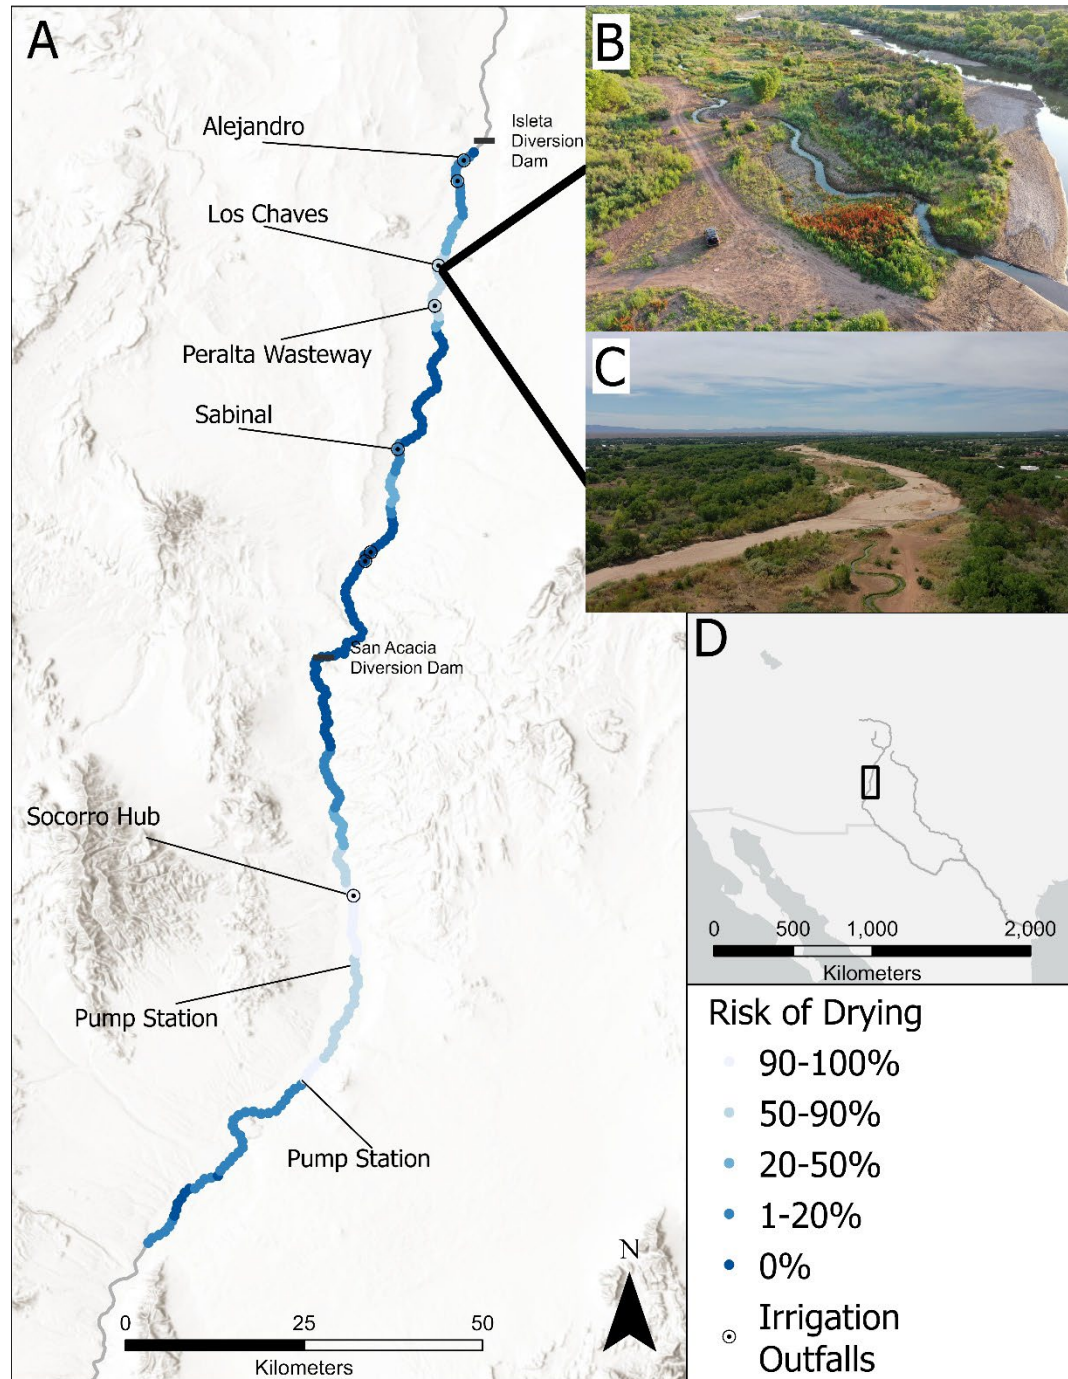 A
Isleta
Diversion
Dam
Alejandro
Los Chaves
Peralta Wasteway
Sabinal
San Acacia
Diversion Dam
Socorro Hub
Pump Station
Pump Station
N
0 25 50
Kilometers
B
C
D
0 500 1,000 2,000
Kilometers
Risk of Drying
90-100%
50-90%
20-50%
1-20%
0%
Irrigation
Outfalls